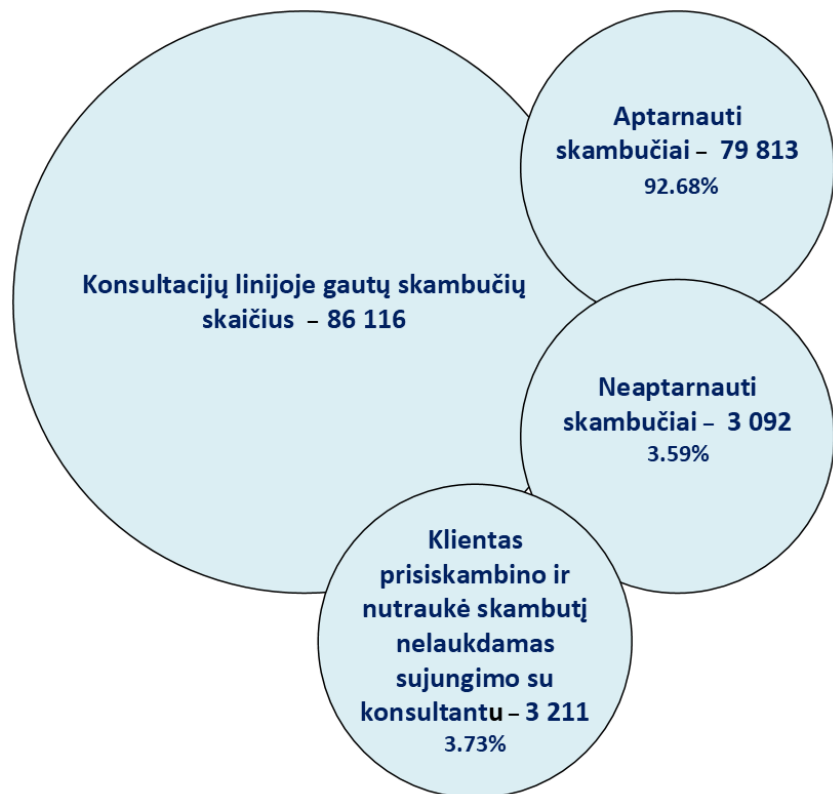 Konsultacijų linijoje gautų skambučių
skaičius – 86 116
Aptarnauti
skambučiai – 79 813
92.68%
Neaptarnauti
skambučiai – 3 092
3.59%
Klientas
prisiskambino ir
nutraukė skambutį
nelaukdamas
sujungimo su
konsultantu – 3 211
3.73%